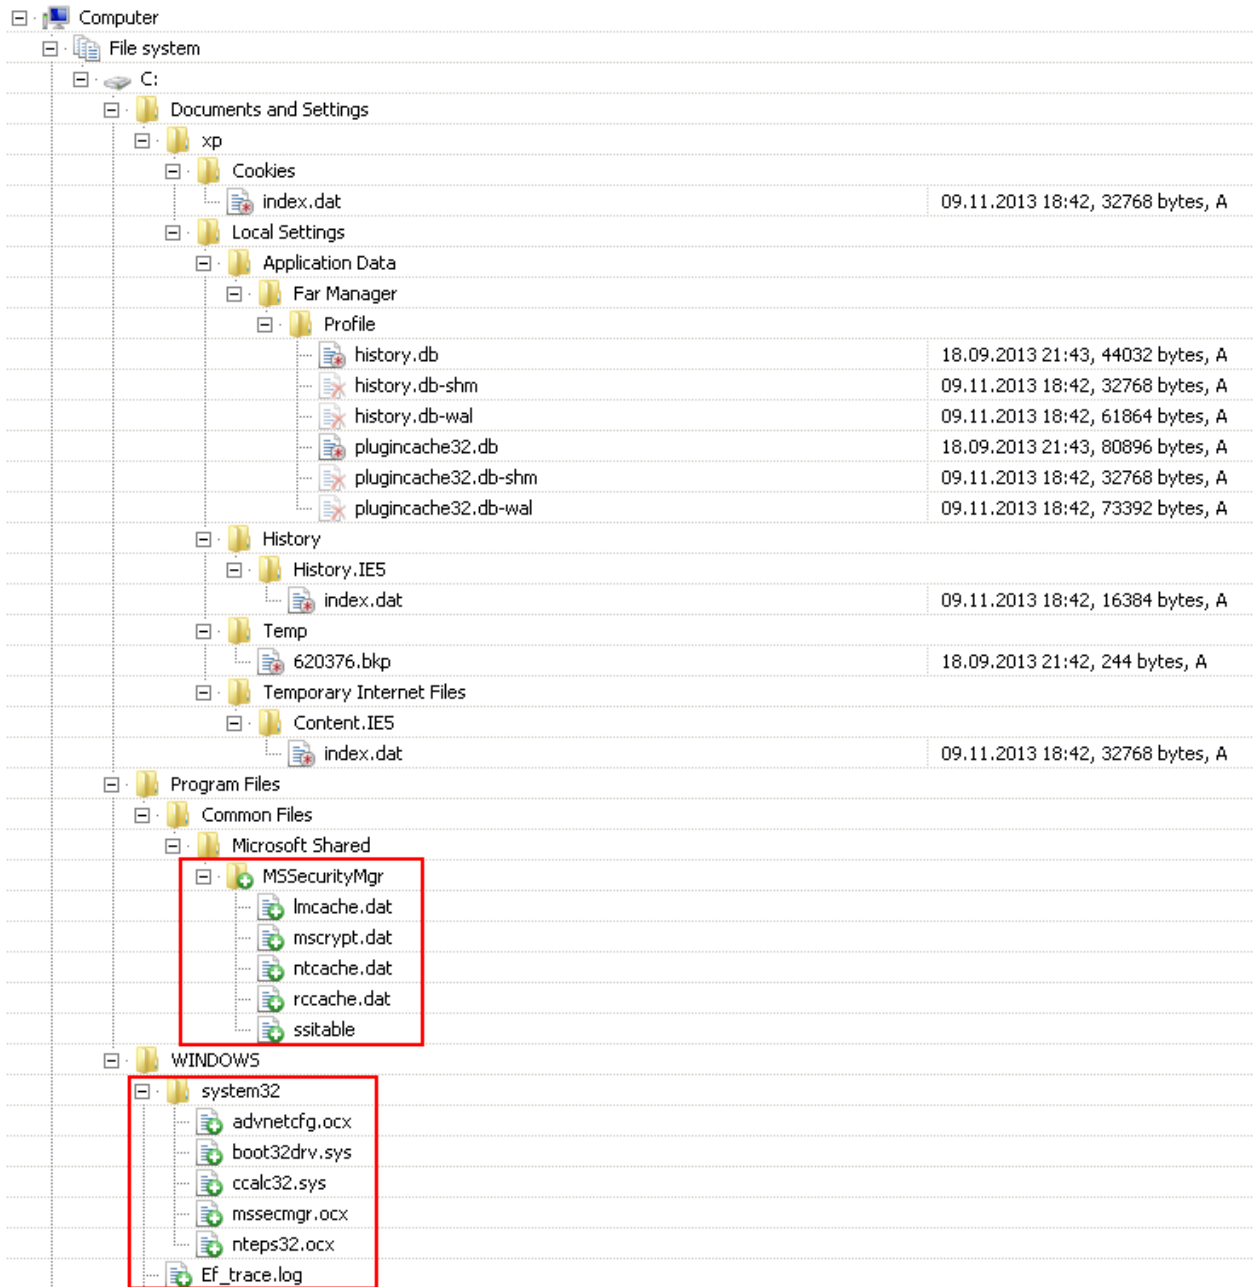 Computer
File system
C:
Documents and Settings
xp
Cookies
index.dat 09.11.2013 18:42, 32768 bytes, A
Local Settings
Application Data
Far Manager
Profile
history.db 18.09.2013 21:43, 44032 bytes, A
history.db-shm 09.11.2013 18:42, 32768 bytes, A
history.db-wal 09.11.2013 18:42, 61864 bytes, A
plugincache32.db 18.09.2013 21:43, 80896 bytes, A
plugincache32.db-shm 09.11.2013 18:42, 32768 bytes, A
plugincache32.db-wal 09.11.2013 18:42, 73392 bytes, A
History
History.IE5
index.dat 09.11.2013 18:42, 16384 bytes, A
Temp
620376.bkp 18.09.2013 21:42, 244 bytes, A
Temporary Internet Files
Content.IE5
index.dat 09.11.2013 18:42, 32768 bytes, A
Program Files
Common Files
Microsoft Shared
MSSecurityMgr
lmcache.dat
mscrypt.dat
ntcache.dat
rccache.dat
ssitable
WINDOWS
system32
advnetcfg.ocx
boot32drv.sys
ccalc32.sys
mssecmgr.ocx
nteps32.ocx
Ef_trace.log